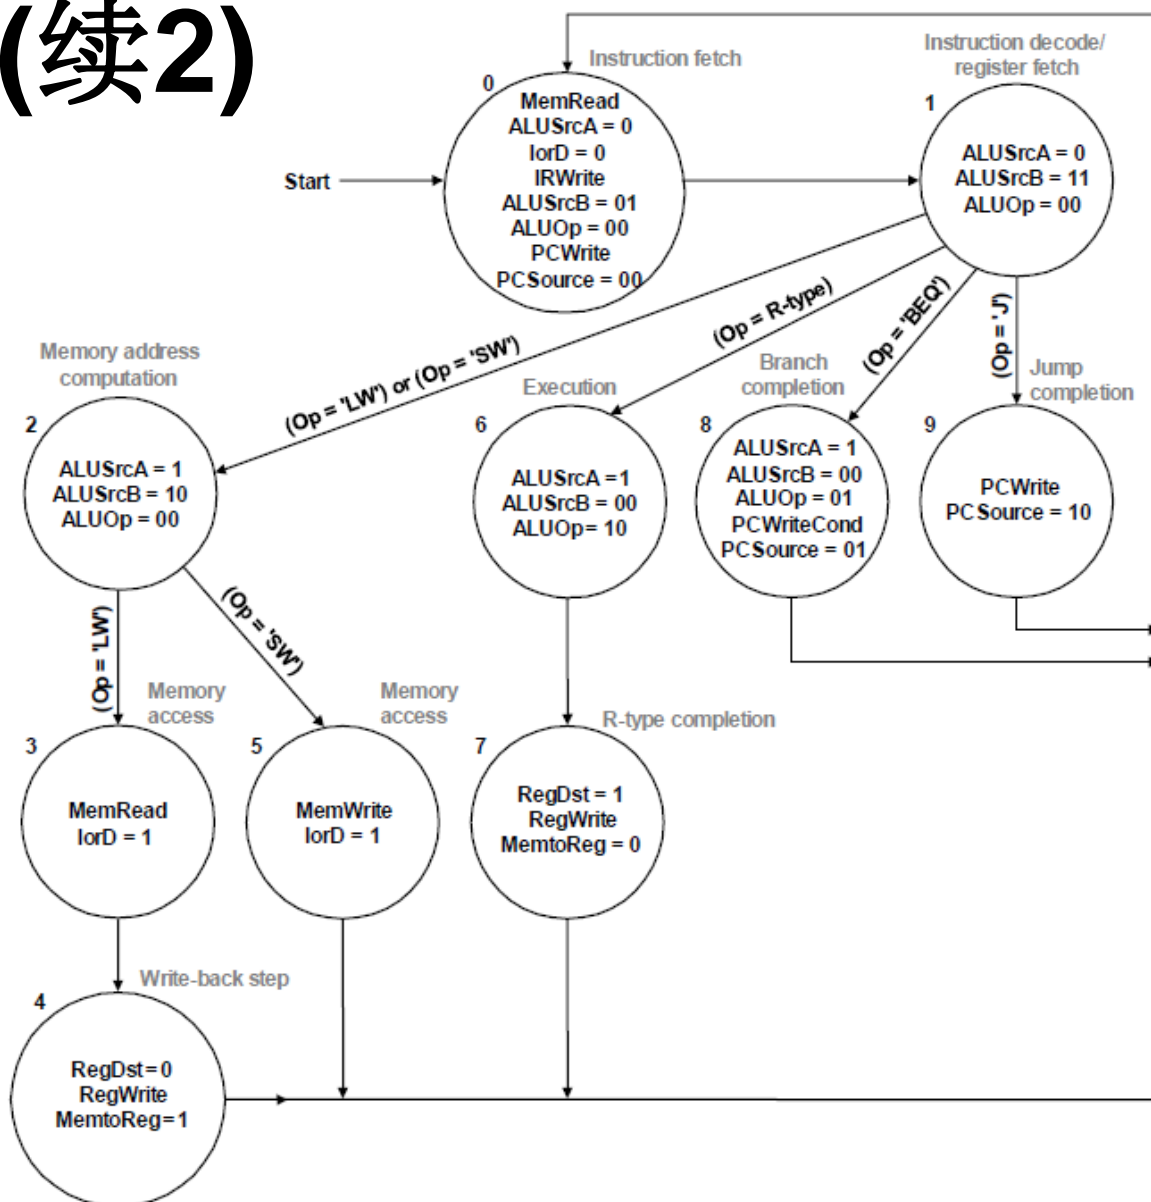 (续2)
Instruction fetch
0
MemRead
ALUSrcA = 0
IorD = 0
IRWrite
ALUSrcB = 01
ALUOp = 00
PCWrite
PCSource = 00
Start
Instruction decode/
register fetch
1
ALUSrcA = 0
ALUSrcB = 11
ALUOp = 00
(Op = 'LW') or (Op = 'SW')
(Op = R-type)
(Op = 'BEQ')
(Op = 'J')
Memory address
computation
2
ALUSrcA = 1
ALUSrcB = 10
ALUOp = 00
Execution
6
ALUSrcA =1
ALUSrcB = 00
ALUOp= 10
Branch
completion
8
ALUSrcA = 1
ALUSrcB = 00
ALUOp = 01
PCWriteCond
PCSource = 01
Jump
completion
9
PCWrite
PCSource = 10
(Op = 'LW')
(Op = 'SW')
Memory
access
3
MemRead
IorD = 1
Memory
access
5
MemWrite
IorD = 1
R-type completion
7
RegDst = 1
RegWrite
MemtoReg = 0
Write-back step
4
RegDst=0
RegWrite
MemtoReg=1